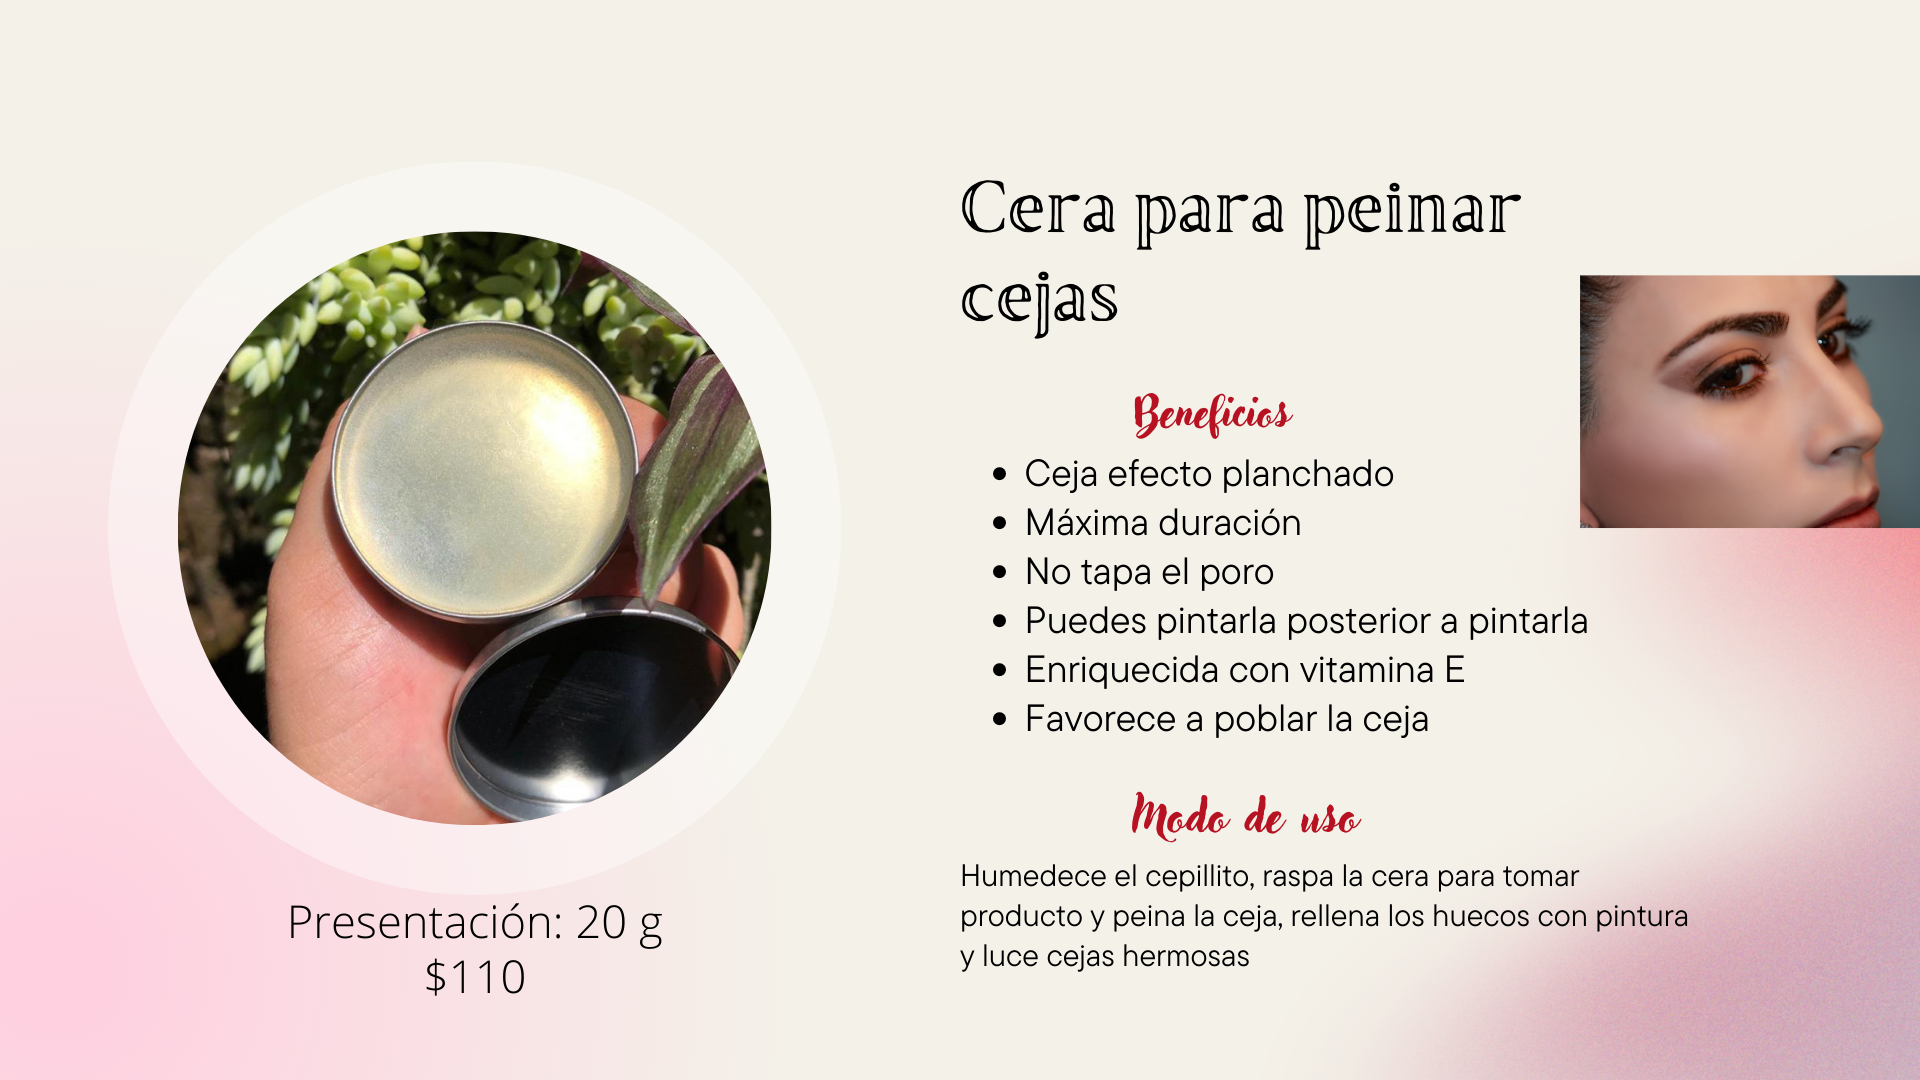 Cera para peinar
cejas
Beneficios
• Ceja efecto planchado
• Máxima duración
• No tapa el poro
• Puedes pintarla posterior a pintarla
• Enriquecida con vitamina E
• Favorece a poblar la ceja
Modo de uso
Humedece el cepillito, raspa la cera para tomar
producto y peina la ceja, rellena los huecos con pintura
y luce cejas hermosas
Presentación: 20 g
$110